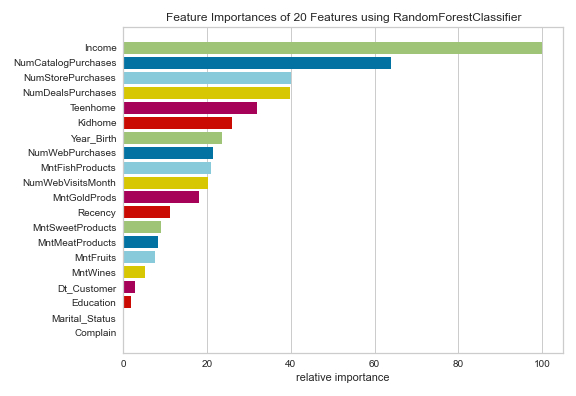 Feature Importances of 20 Features using RandomForestClassifier
Income
NumCatalogPurchases
NumStorePurchases
NumDealsPurchases
Teenhome
Kidhome
Year_Birth
NumWebPurchases
MntFishProducts
NumWebVisitsMonth
MntGoldProds
Recency
MntSweetProducts
MntMeatProducts
MntFruits
MntWines
Dt_Customer
Education
Marital_Status
Complain
0 20 40 60 80 100
relative importance